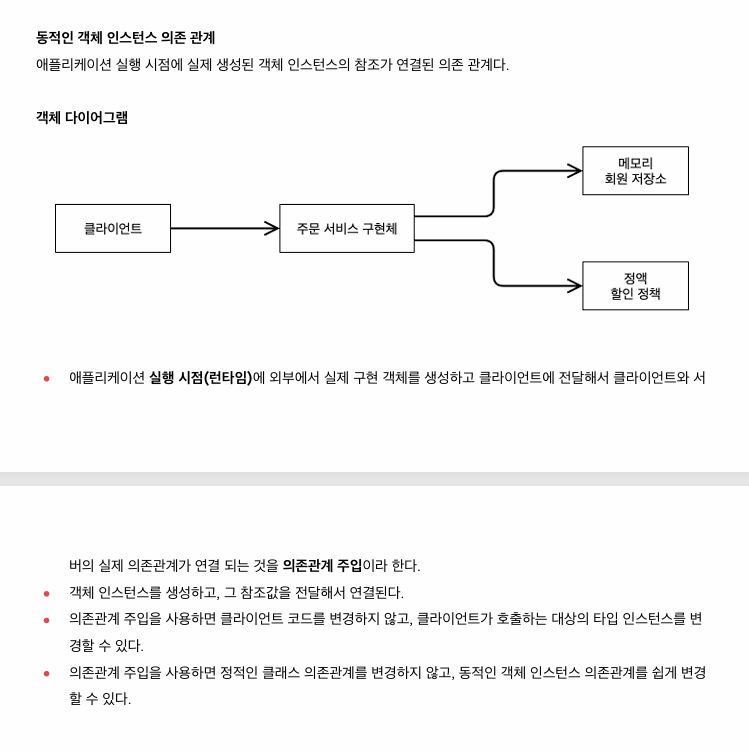 동적인 객체 인스턴스 의존 관계
애플리케이션 실행 시점에 실제 생성된 객체 인스턴스의 참조가 연결된 의존 관계다.
객체 다이어그램
메모리
회원 저장소
클라이언트
주문 서비스 구현체
정액
할인 정책
애플리케이션 실행 시점(런타임)에 외부에서 실제 구현 객체를 생성하고 클라이언트에 전달해서 클라이언트와 서
버의 실제 의존관계가 연결 되는 것을 의존관계 주입이라 한다.
객체 인스턴스를 생성하고, 그 참조값을 전달해서 연결된다.
의존관계 주입을 사용하면 클라이언트 코드를 변경하지 않고, 클라이언트가 호출하는 대상의 타입 인스턴스를 변
경할 수 있다.
의존관계 주입을 사용하면 정적인 클래스 의존관계를 변경하지 않고, 동적인 객체 인스턴스 의존관계를 쉽게 변경
할 수 있다.